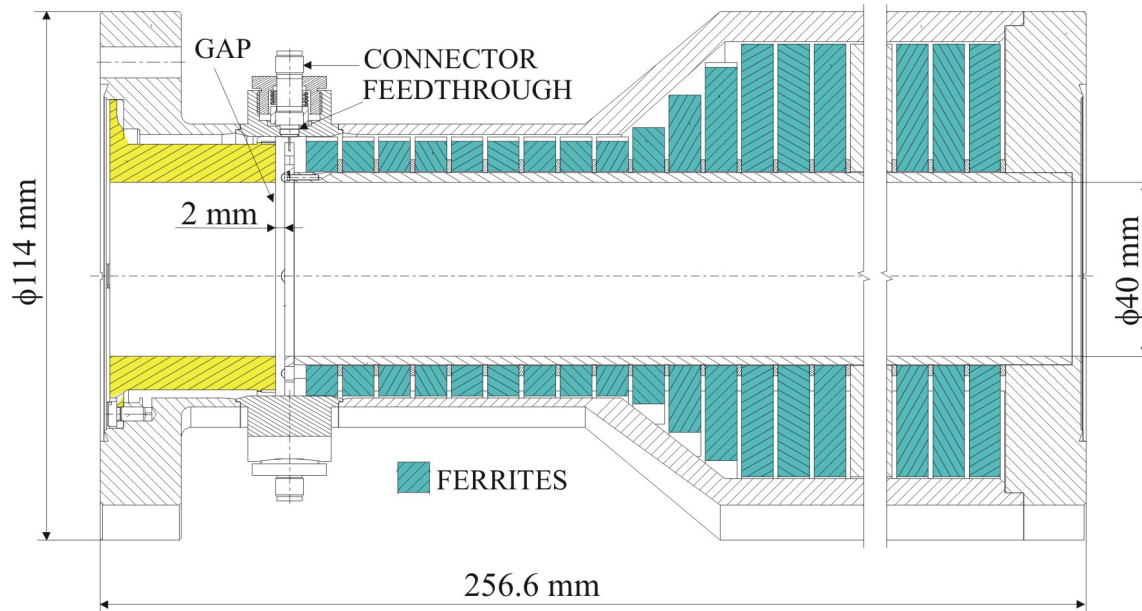 GAP
CONNECTOR
FEEDTHROUGH
2 mm
ϕ114 mm
ϕ40 mm
FERRITES
256.6 mm